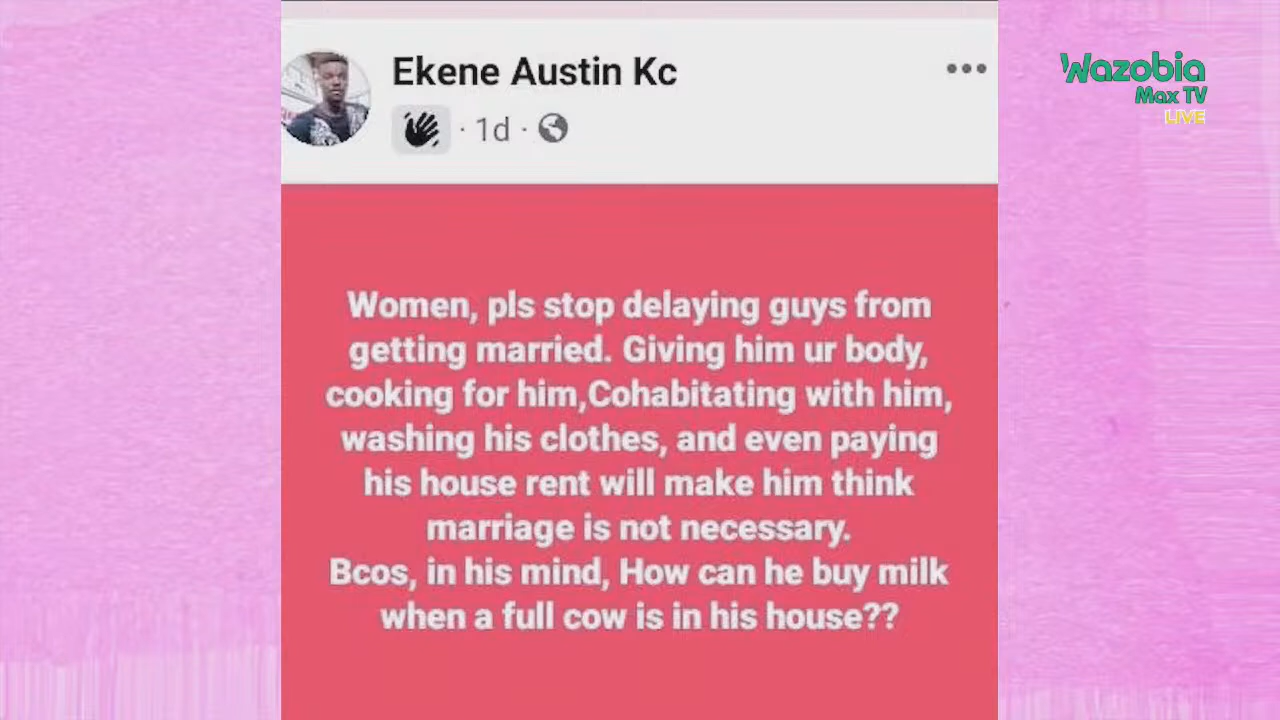 Ekene Austin Kc
· 1d ·
Wazobia
Max TV
LIVE
Women, pls stop delaying guys from
getting married. Giving him ur body,
cooking for him,Cohabitating with him,
washing his clothes, and even paying
his house rent will make him think
marriage is not necessary.
Bcos, in his mind, How can he buy milk
when a full cow is in his house??